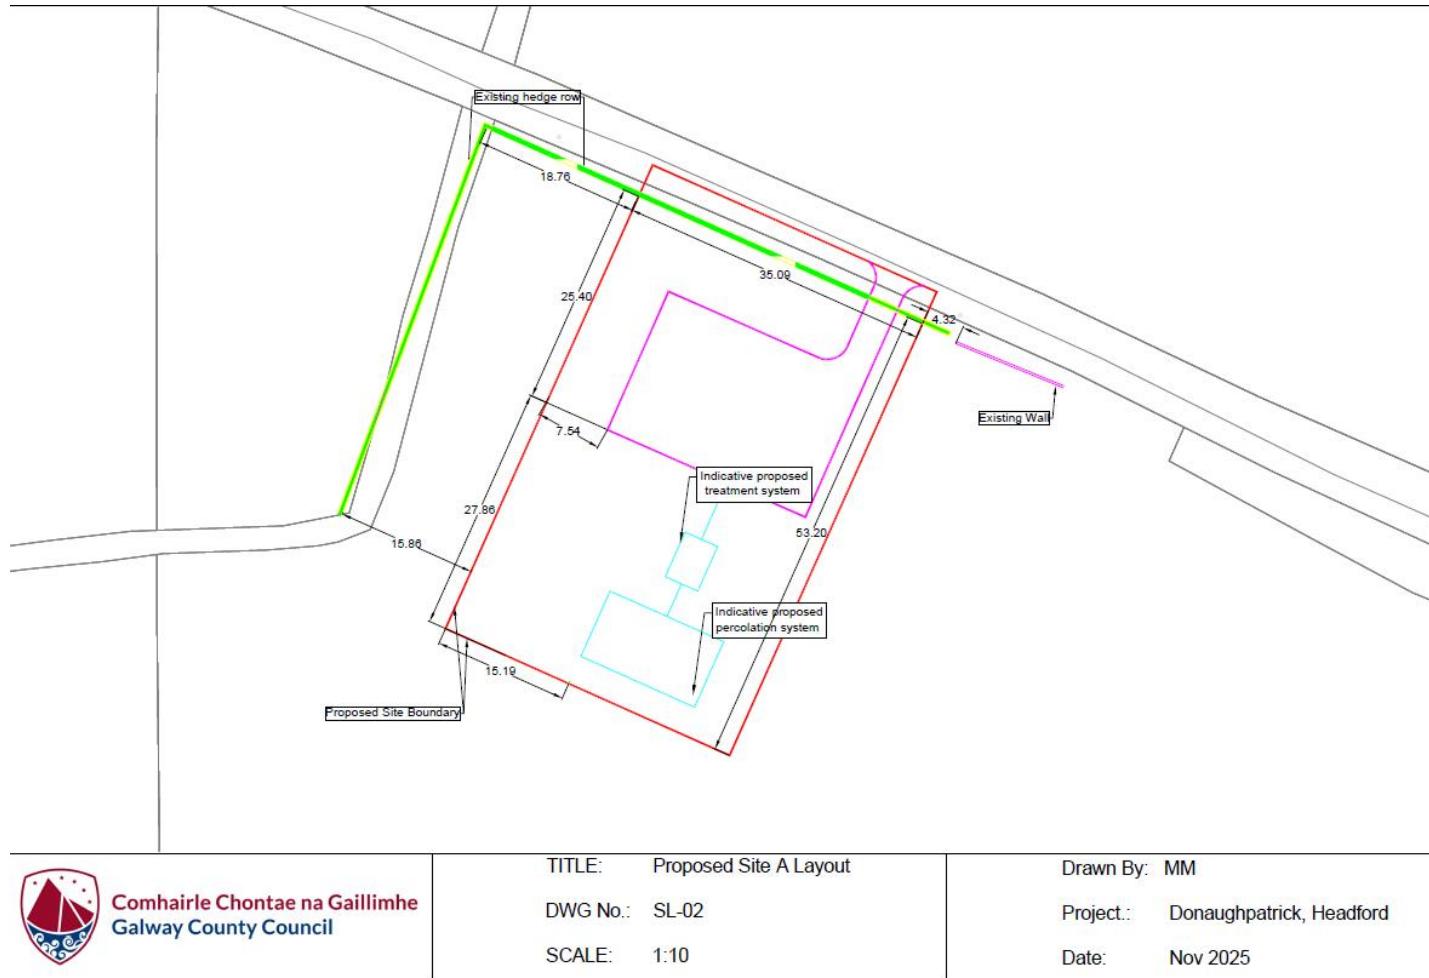 Existing hedge row
18.76
35.09
25.40
4.32
Existing Wall
7.54
Indicative proposed
treatment system
27.86
53.20
15.86
Indicative proposed
percolation system
15.19
Proposed Site Boundary
Comhairle Chontae na Gaillimhe
Galway County Council
TITLE: Proposed Site A Layout
DWG No.: SL-02
SCALE: 1:10
Drawn By: MM
Project.: Donaughpatrick, Headford
Date: Nov 2025